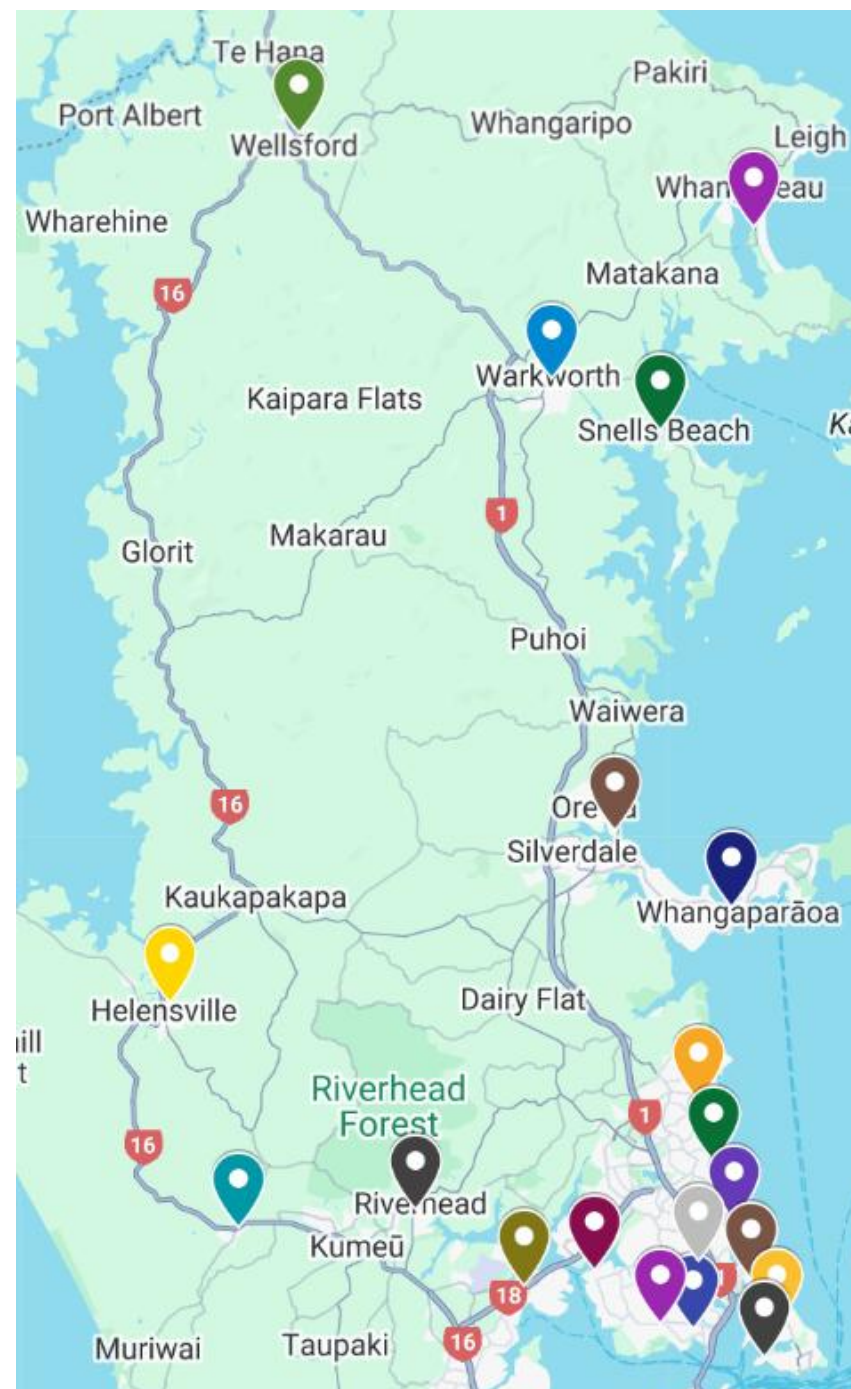 Te Hana
Pakiri
Port Albert
Whangaripo
Leigh
Wellsford
Wharehine
Matakana
16
Warkworth
Kaipara Flats
Snells Beach
1
Makarau
Glorit
Puhoi
Waiwera
16
Silverdale
Kaukapakapa
Whangaparāoa
Dairy Flat
Helensville
Riverhead
Forest
1
16
Riverhead
Kumeū
18
Muriwai
Taupaki
16